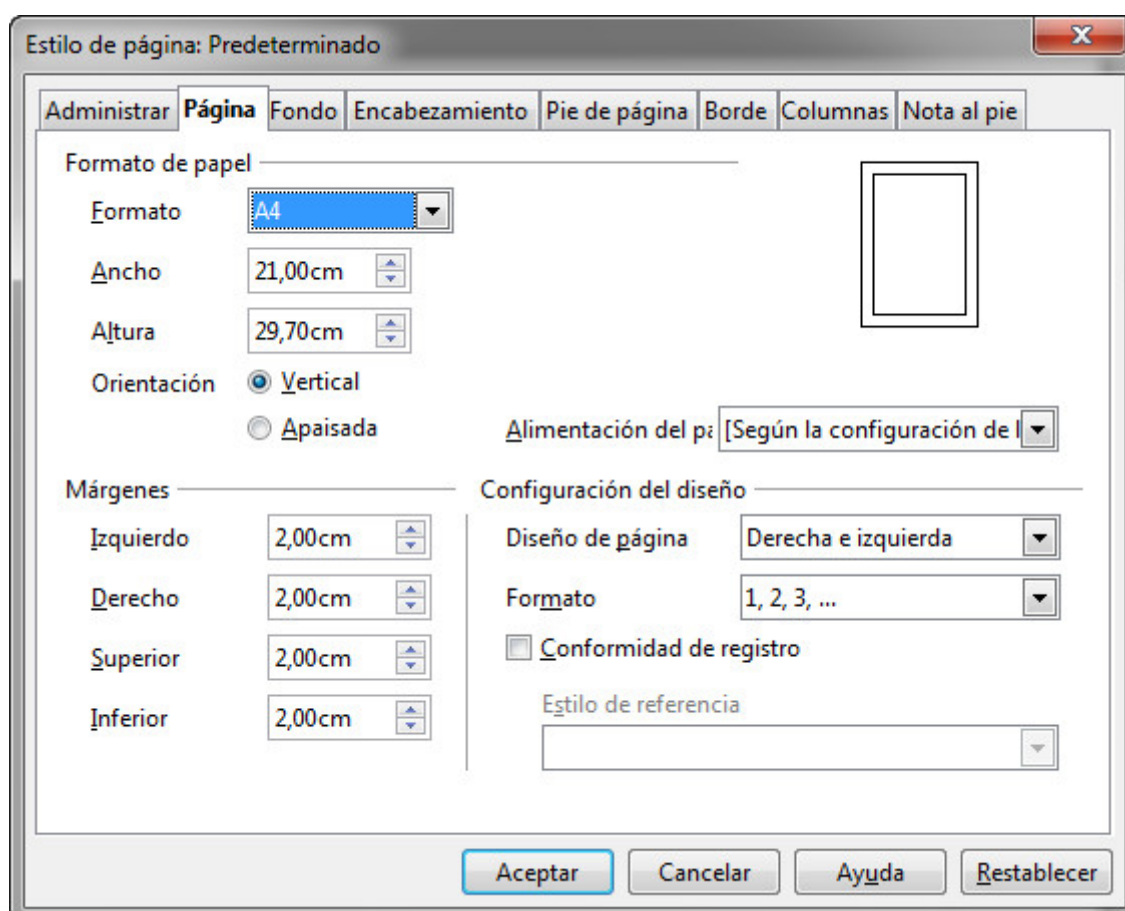 Estilo de página: Predeterminado
Administrar Página Fondo Encabezamiento Pie de página Borde Columnas Nota al pie
Formato de papel
Formato A4
Ancho 21,00cm
Altura 29,70cm
Orientación Vertical
Apaisada
Alimentación del pa [Según la configuración de l
Márgenes
Izquierdo 2,00cm
Derecho 2,00cm
Superior 2,00cm
Inferior 2,00cm
Configuración del diseño
Diseño de página Derecha e izquierda
Formato 1, 2, 3, ...
Conformidad de registro
Estilo de referencia
Aceptar Cancelar Ayuda Restablecer